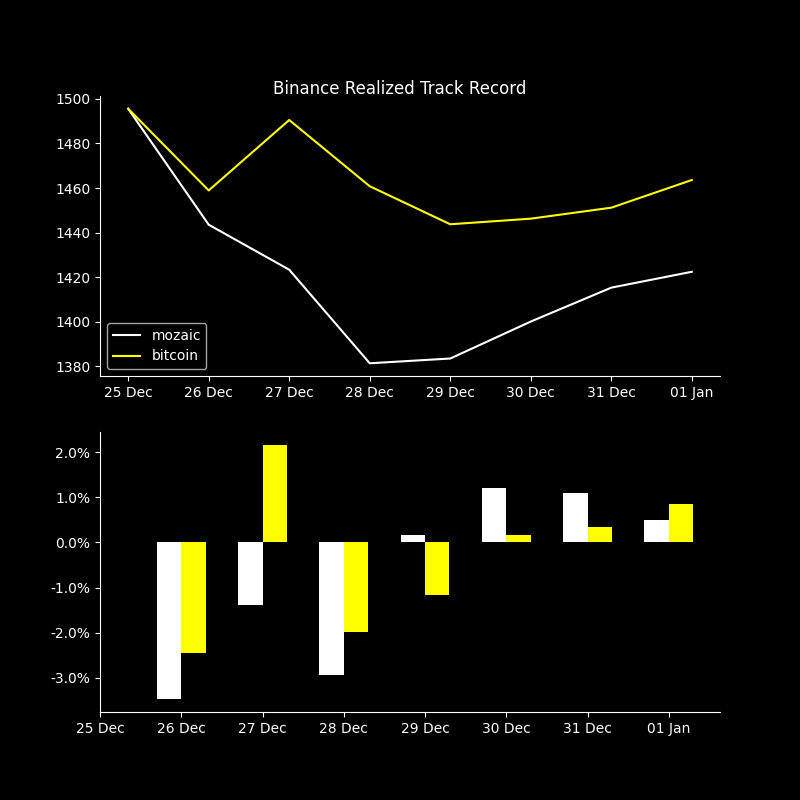 Binance Realized Track Record
1500
1480
1460
1440
1420
1400
1380
mozaic
bitcoin
25 Dec 26 Dec 27 Dec 28 Dec 29 Dec 30 Dec 31 Dec 01 Jan
2.0%
1.0%
0.0%
-1.0%
-2.0%
-3.0%
25 Dec 26 Dec 27 Dec 28 Dec 29 Dec 30 Dec 31 Dec 01 Jan